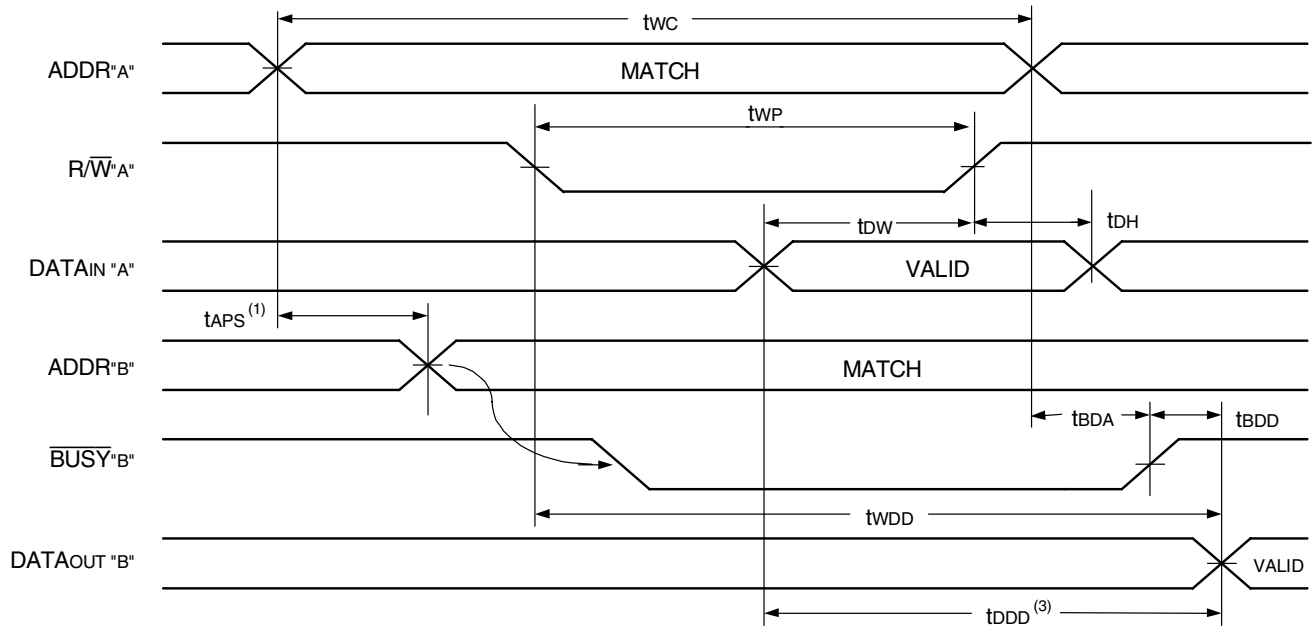 tWC
ADDR"A"
MATCH
tWP
R/W̅"A"
tDW
tDH
DATAIN "A"
VALID
tAPS (1)
ADDR"B"
MATCH
tBDA
tBDD
B̅U̅S̅Y̅"B"
tWDD
DATAOUT "B"
VALID
tDDD (3)